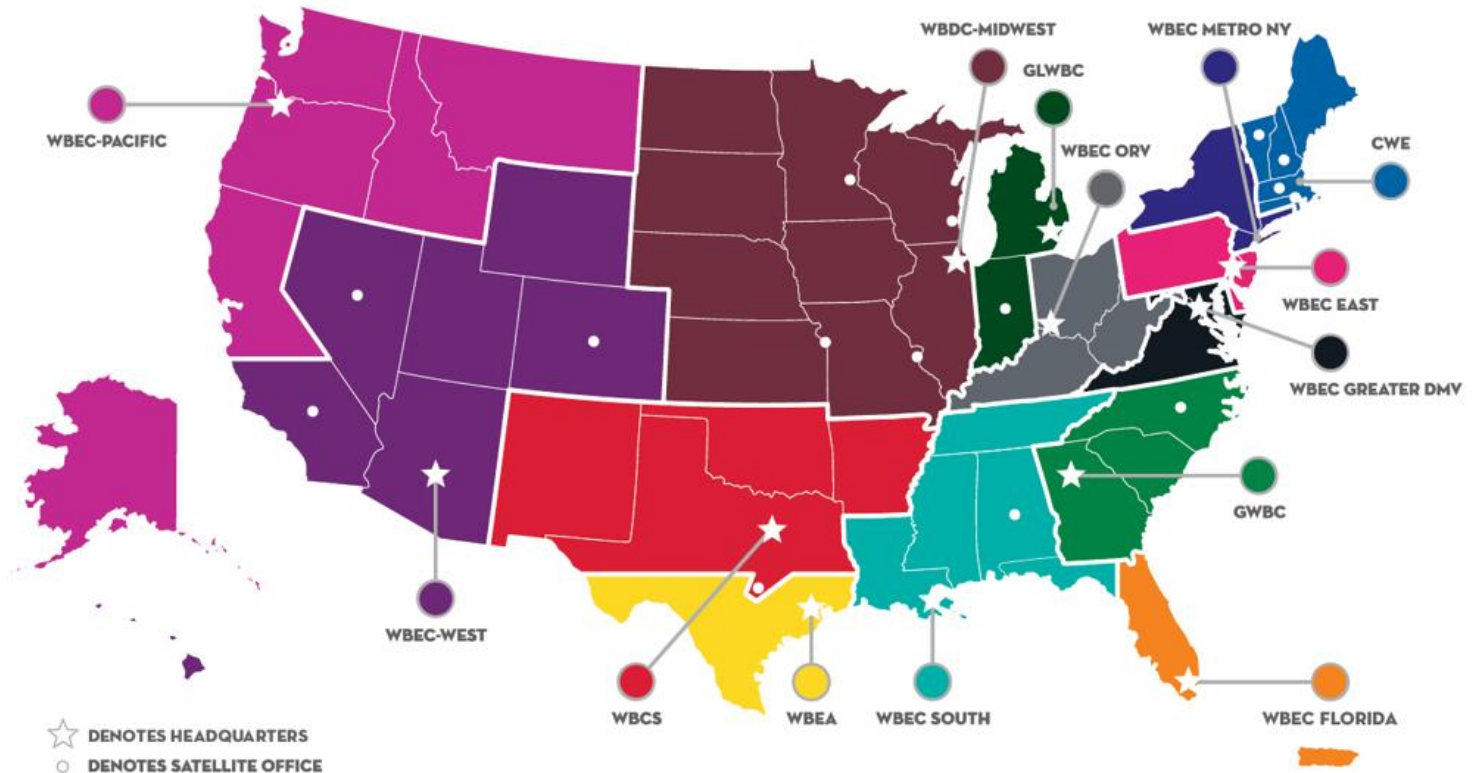 WBDC-MIDWEST
WBEC METRO NY
GLWBC
WBEC-PACIFIC
WBEC ORV
CWE
WBEC EAST
WBEC GREATER DMV
GWBC
WBEC-WEST
WBCS
WBEA
WBEC SOUTH
WBEC FLORIDA
DENOTES HEADQUARTERS
DENOTES SATELLITE OFFICE